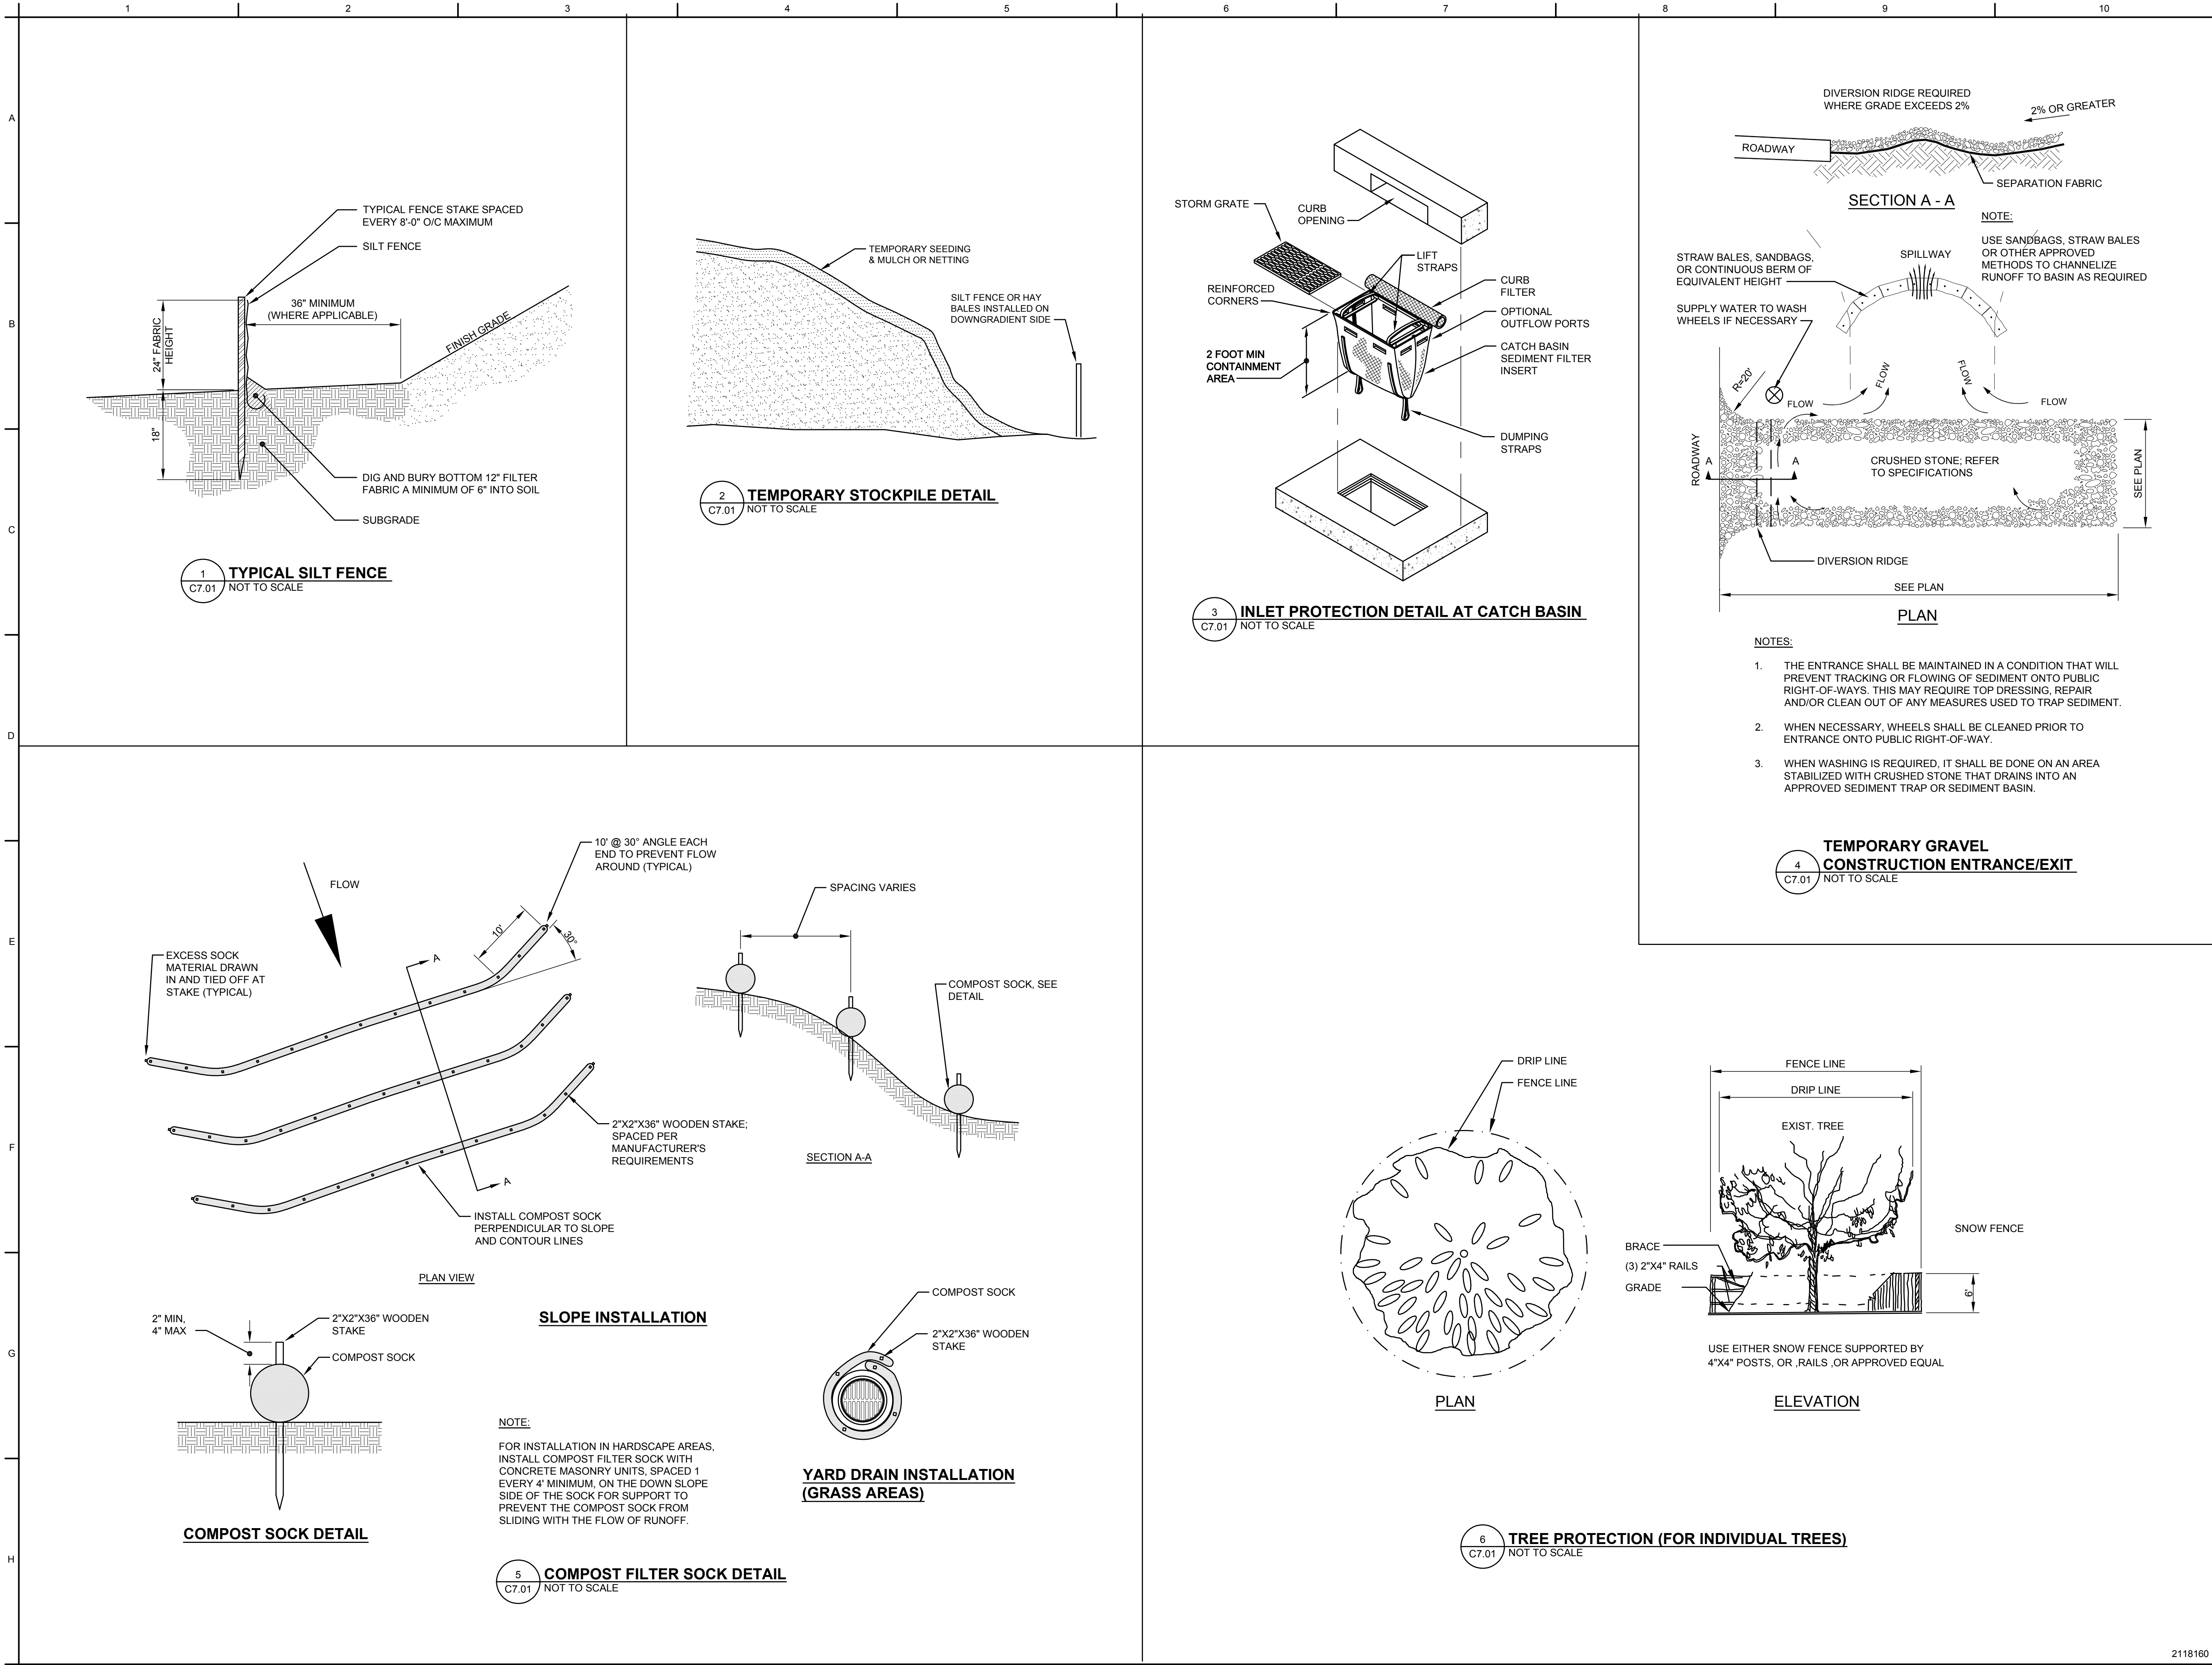 1 2 3 4 5 6 7 8 9 10
A
B
C
D
E
F
G
H
TYPICAL FENCE STAKE SPACED
EVERY 8'-0" O/C MAXIMUM
SILT FENCE
36" MINIMUM
(WHERE APPLICABLE)
24" FABRIC
HEIGHT
FINISH GRADE
18"
DIG AND BURY BOTTOM 12" FILTER
FABRIC A MINIMUM OF 6" INTO SOIL
SUBGRADE
1
C7.01
TYPICAL SILT FENCE
NOT TO SCALE
TEMPORARY SEEDING
& MULCH OR NETTING
SILT FENCE OR HAY
BALES INSTALLED ON
DOWNGRADIENT SIDE
2
C7.01
TEMPORARY STOCKPILE DETAIL
NOT TO SCALE
STORM GRATE
CURB
OPENING
LIFT
STRAPS
REINFORCED
CORNERS
CURB
FILTER
OPTIONAL
OUTFLOW PORTS
2 FOOT MIN
CONTAINMENT
AREA
CATCH BASIN
SEDIMENT FILTER
INSERT
DUMPING
STRAPS
3
C7.01
INLET PROTECTION DETAIL AT CATCH BASIN
NOT TO SCALE
DIVERSION RIDGE REQUIRED
WHERE GRADE EXCEEDS 2%
2% OR GREATER
ROADWAY
SEPARATION FABRIC
SECTION A - A
NOTE:
USE SANDBAGS, STRAW BALES
OR OTHER APPROVED
METHODS TO CHANNELIZE
RUNOFF TO BASIN AS REQUIRED
STRAW BALES, SANDBAGS,
OR CONTINUOUS BERM OF
EQUIVALENT HEIGHT
SPILLWAY
SUPPLY WATER TO WASH
WHEELS IF NECESSARY
R=20'
FLOW
FLOW
FLOW
FLOW
ROADWAY
A
A
CRUSHED STONE; REFER
TO SPECIFICATIONS
SEE PLAN
DIVERSION RIDGE
SEE PLAN
PLAN
NOTES:
1. THE ENTRANCE SHALL BE MAINTAINED IN A CONDITION THAT WILL
PREVENT TRACKING OR FLOWING OF SEDIMENT ONTO PUBLIC
RIGHT-OF-WAYS. THIS MAY REQUIRE TOP DRESSING, REPAIR
AND/OR CLEAN OUT OF ANY MEASURES USED TO TRAP SEDIMENT.
2. WHEN NECESSARY, WHEELS SHALL BE CLEANED PRIOR TO
ENTRANCE ONTO PUBLIC RIGHT-OF-WAY.
3. WHEN WASHING IS REQUIRED, IT SHALL BE DONE ON AN AREA
STABILIZED WITH CRUSHED STONE THAT DRAINS INTO AN
APPROVED SEDIMENT TRAP OR SEDIMENT BASIN.
4
C7.01
TEMPORARY GRAVEL
CONSTRUCTION ENTRANCE/EXIT
NOT TO SCALE
FLOW
10' @ 30° ANGLE EACH
END TO PREVENT FLOW
AROUND (TYPICAL)
10'
30°
EXCESS SOCK
MATERIAL DRAWN
IN AND TIED OFF AT
STAKE (TYPICAL)
A
A
2"X2"X36" WOODEN STAKE;
SPACED PER
MANUFACTURER'S
REQUIREMENTS
INSTALL COMPOST SOCK
PERPENDICULAR TO SLOPE
AND CONTOUR LINES
PLAN VIEW
SPACING VARIES
COMPOST SOCK, SEE
DETAIL
SECTION A-A
SLOPE INSTALLATION
2" MIN,
4" MAX
2"X2"X36" WOODEN
STAKE
COMPOST SOCK
COMPOST SOCK DETAIL
NOTE:
FOR INSTALLATION IN HARDSCAPE AREAS,
INSTALL COMPOST FILTER SOCK WITH
CONCRETE MASONRY UNITS, SPACED 1
EVERY 4' MINIMUM, ON THE DOWN SLOPE
SIDE OF THE SOCK FOR SUPPORT TO
PREVENT THE COMPOST SOCK FROM
SLIDING WITH THE FLOW OF RUNOFF.
COMPOST SOCK
2"X2"X36" WOODEN
STAKE
YARD DRAIN INSTALLATION
(GRASS AREAS)
5
C7.01
COMPOST FILTER SOCK DETAIL
NOT TO SCALE
DRIP LINE
FENCE LINE
PLAN
FENCE LINE
DRIP LINE
EXIST. TREE
SNOW FENCE
BRACE
(3) 2"X4" RAILS
GRADE
6'
USE EITHER SNOW FENCE SUPPORTED BY
4"X4" POSTS, OR ,RAILS ,OR APPROVED EQUAL
ELEVATION
6
C7.01
TREE PROTECTION (FOR INDIVIDUAL TREES)
NOT TO SCALE
2118160